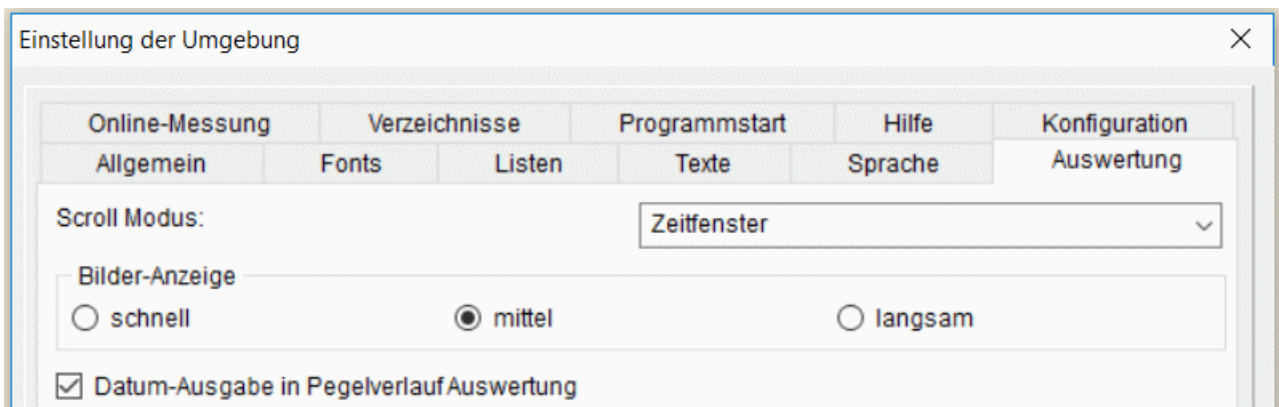 Einstellung der Umgebung
Online-Messung Verzeichnisse Programmstart Hilfe Konfiguration
Allgemein Fonts Listen Texte Sprache Auswertung
Scroll Modus: Zeitfenster
Bilder-Anzeige
schnell mittel langsam
Datum-Ausgabe in Pegelverlauf Auswertung